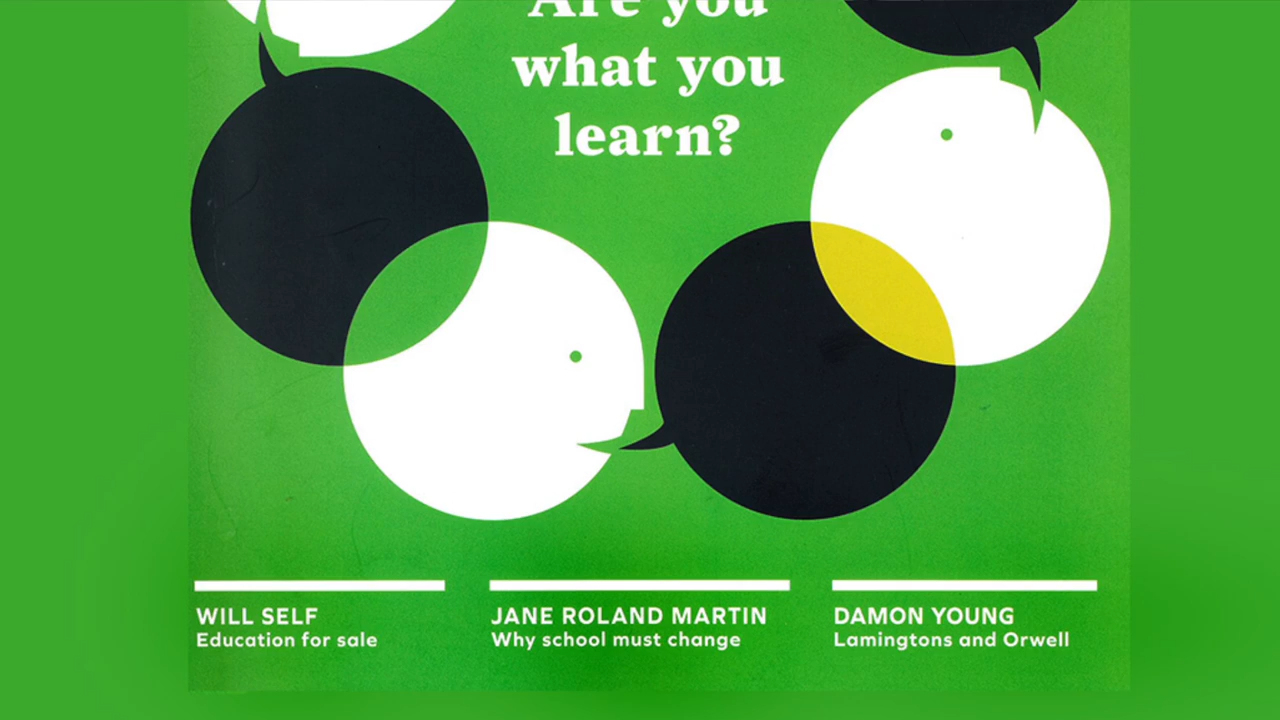 Are you
what you
learn?
WILL SELF
Education for sale
JANE ROLAND MARTIN
Why school must change
DAMON YOUNG
Lamingtons and Orwell